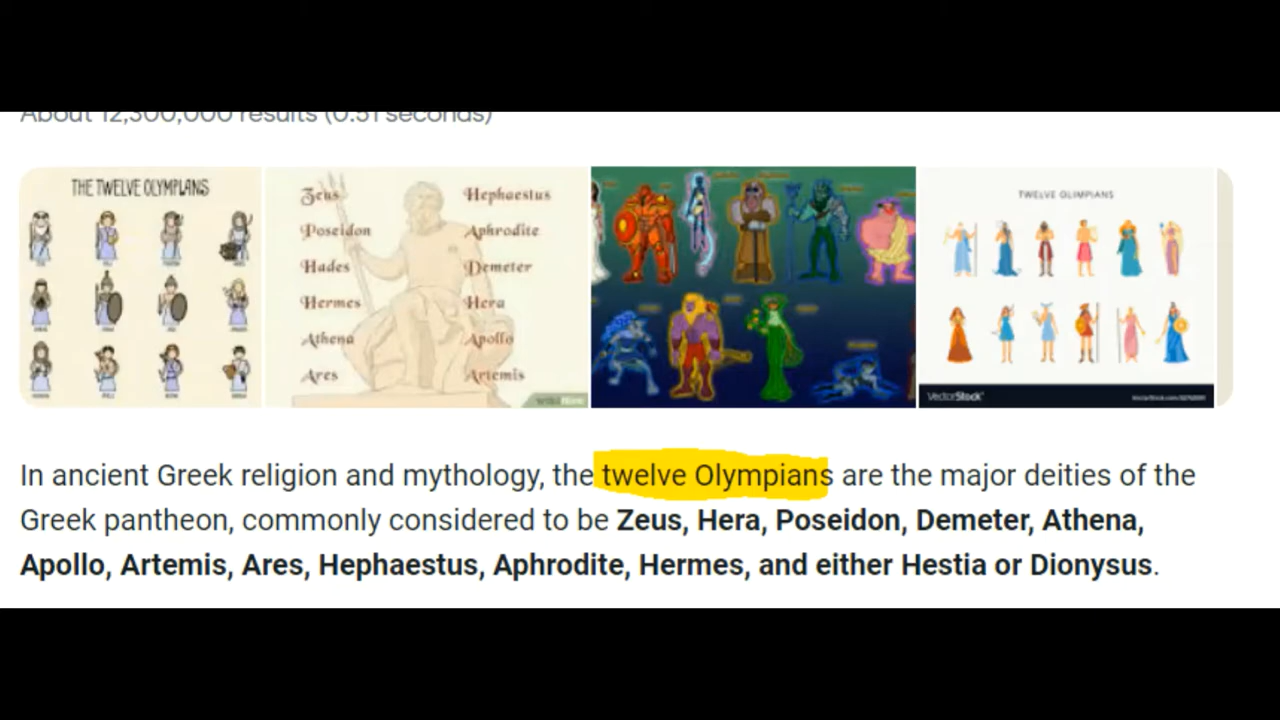 About 12,300,000 results (0.51 seconds)
THE TWELVE OLYMPIANS
Zeus
Poseidon
Hades
Hermes
Athena
Ares
Hephaestus
Aphrodite
Demeter
Hera
Apollo
Artemis
wikiHow
TWELVE OLIMPIANS
VectorStock
In ancient Greek religion and mythology, the twelve Olympians are the major deities of the
Greek pantheon, commonly considered to be Zeus, Hera, Poseidon, Demeter, Athena,
Apollo, Artemis, Ares, Hephaestus, Aphrodite, Hermes, and either Hestia or Dionysus.